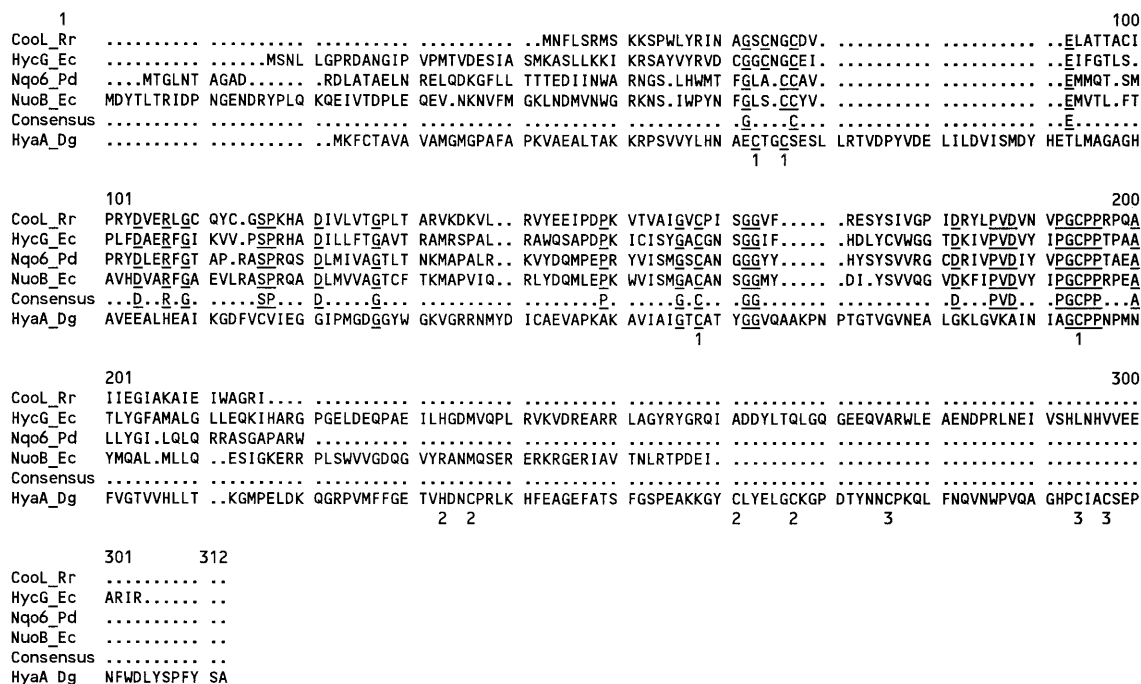 1 100
CooL_Rr .......... .......... .......... .......... ..MNFLSRMS KKSPWLYRIN AGSCNGCDV. .......... .......... ..ELATTACI
HycG_Ec .......... ......MSNL LGPRDANGIP VPMTVDESIA SMKASLLKKI KRSAYVYRVD CGGCNGCEI. .......... .......... ..EIFGTLS.
Nqo6_Pd ....MTGLNT AGAD...... .RDLATAELN RELQDKGFLL TTTEDIINWA RNGS.LHWMT FGLA.CCAV. .......... .......... ..EMMQT.SM
NuoB_Ec MDYTLTRIDP NGENDRYPLQ KQEIVTDPLE QEV.NKNVFM GKLNDMVNWG RKNS.IWPYN FGLS.CCYV. .......... .......... ..EMVTL.FT
Consensus .......... .......... .......... .......... .......... .......... .G....C... .......... .......... ..E.......
HyaA_Dg .......... .......... ..MKFCTAVA VAMGMGPAFA PKVAEALTAK KRPSVVYLHN AECTGCSESL LRTVDPYVDE LILDVISMDY HETLMAGAGH
1 1
101 200
CooL_Rr PRYDVERLGC QYC.GSPKHA DIVLVTGPLT ARVKDKVL.. RVYEEIPDPK VTVAIGVCPI SGGVF..... RESYSIVGPI DRYLPVDVNV PGCPPRPQA
HycG_Ec PLFDAERFGI KVV.PSPRHA DILLFTGAVT RAMRSPAL.. RAWQSAPDPK ICISYGACGN SGGIF..... HDLYCVWGG TDKIVPVDVY IPGCPPTPAA
Nqo6_Pd PRYDLERFGT AP.RASPRQS DLMIVAGTLT NKMAPALR.. KVYDQMPEPR YVISMGSCAN GGGYY..... HYSYSVVRG CDRIVPVDIY VPGCPPTAEA
NuoB_Ec AVHDVARFGA EVLRASPRQA DLMVVAGTCF TKMAPVIQ.. RLYDQMLEPK WVISMGACAN SGGMY..... DI.YSVVQG VDKFIPVDVY IPGCPPRPEA
Consensus ...D..R.G. .....SP... D.....G... .......... ........P. .....G.C.. .GG....... .......... .D...PVD.. .PGCPP...A
HyaA_Dg AVEEALHEAI KGDFVCVIEG GIPMGDGGYW GKVGRRNMYD ICAEVAPKAK AVIAIGTCAT YGGVQAAKPN PTGTVGVNEA LGKLGVKAIN IAGCPPNPMN
1 1
201 300
CooL_Rr IIEGIAKAIE IWAGRI.... .......... .......... .......... .......... .......... .......... .......... ..........
HycG_Ec TLYGFAMALG LLEQKIHARG PGELDEQPAE ILHGDMVQPL RVKVDREARR LAGYRYGRQI ADDYLTQLGQ GEEQVARWLE AENDPRLNEI VSHLNHVVEE
Nqo6_Pd LLYGI.LQLQ RRASGAPARW .......... .......... .......... .......... .......... .......... .......... ..........
NuoB_Ec YMQAL.MLLQ ..ESIGKERR PLSWVVGDQG VYRANMQSER ERKRGERIAV TNLRTPDEI. .......... .......... .......... ..........
Consensus .......... .......... .......... .......... .......... .......... .......... .......... .......... ..........
HyaA_Dg FVGTVVHLLT .KGMPELDK QGRPVMFFGE TVHDNCPRLK HFEAGEFATS FGSPEAKKGY CLYELGCKGP DTYNNCPKQL FNQVNWPVQA GHPCIACSEP
2 2 2 2 3 3 3
301 312
CooL_Rr .......... ..
HycG_Ec ARIR...... ..
Nqo6_Pd .......... ..
NuoB_Ec .......... ..
Consensus .......... ..
HyaA_Dg NFWDLYSPFY SA